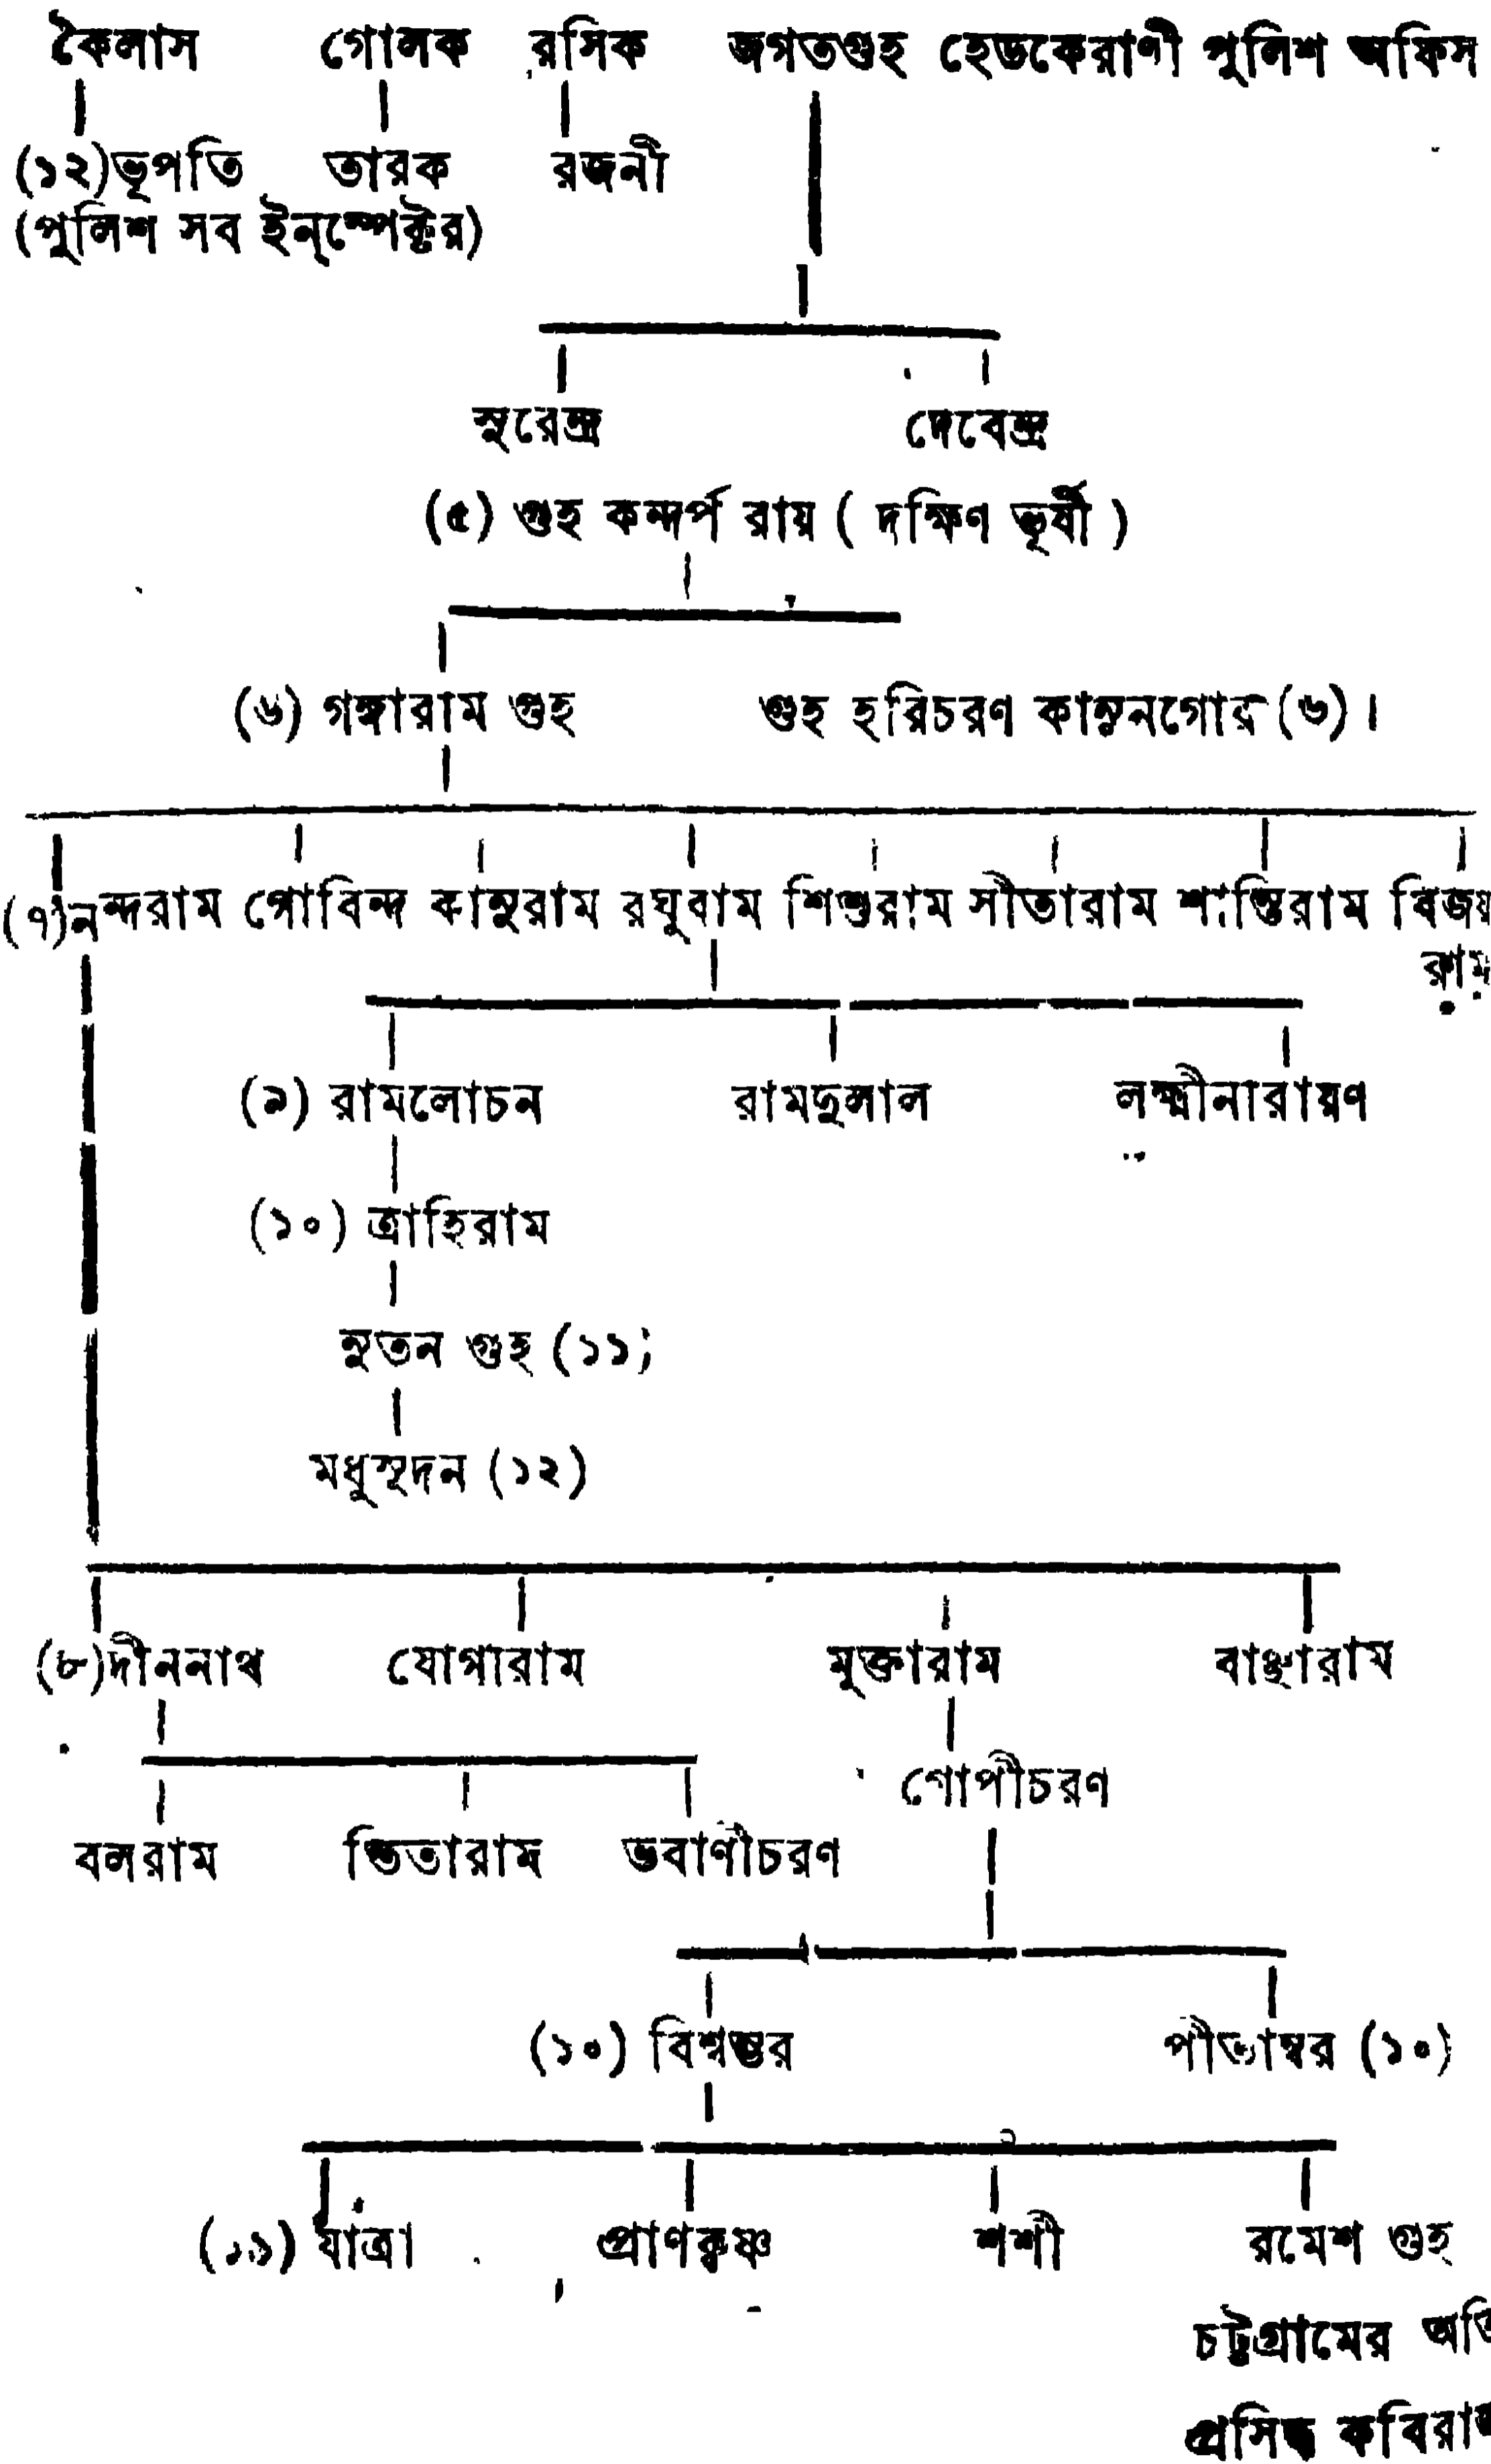 কৈলাস গোলক রসিক জগতগুহ হেডকেরাণী পুলিশ অফিস
(১২)ভূপতি তারক রজনী
(পুলিশ সব ইন্স্পেক্টর)
সুরেন্দ্র দেবেন্দ্র
(৫) গুহ কন্দর্প রায় ( দক্ষিণ ভূর্ষী )
(৬) গঙ্গারাম গুহ গুহ হরিচরণ কানুনগোর (৬) ।
(৭)নন্দরাম গোবিন্দ কানুরাম রঘুরাম শিশুরাম সীতারাম শান্তিরাম বিজয়
রাম
(৯) রামলোচন রামদুলাল লক্ষ্মীনারায়ণ
(১০) ত্রাহিরাম
নুতন গুহ (১১)
মধুসূদন (১২)
(৮)দীননাথ যোগারাম মুক্তারাম বাঞ্ছারাম
গোপীচরণ
বলরাম তিতারাম ভবাণীচরণ
(১০) বিশ্বম্ভর পীতাম্বর (১০)
(১১) যাত্রা প্রাণকৃষ্ণ শশী রমেশ গুহ
চট্টগ্রামের অতি
প্রসিদ্ধ কবিরাজ